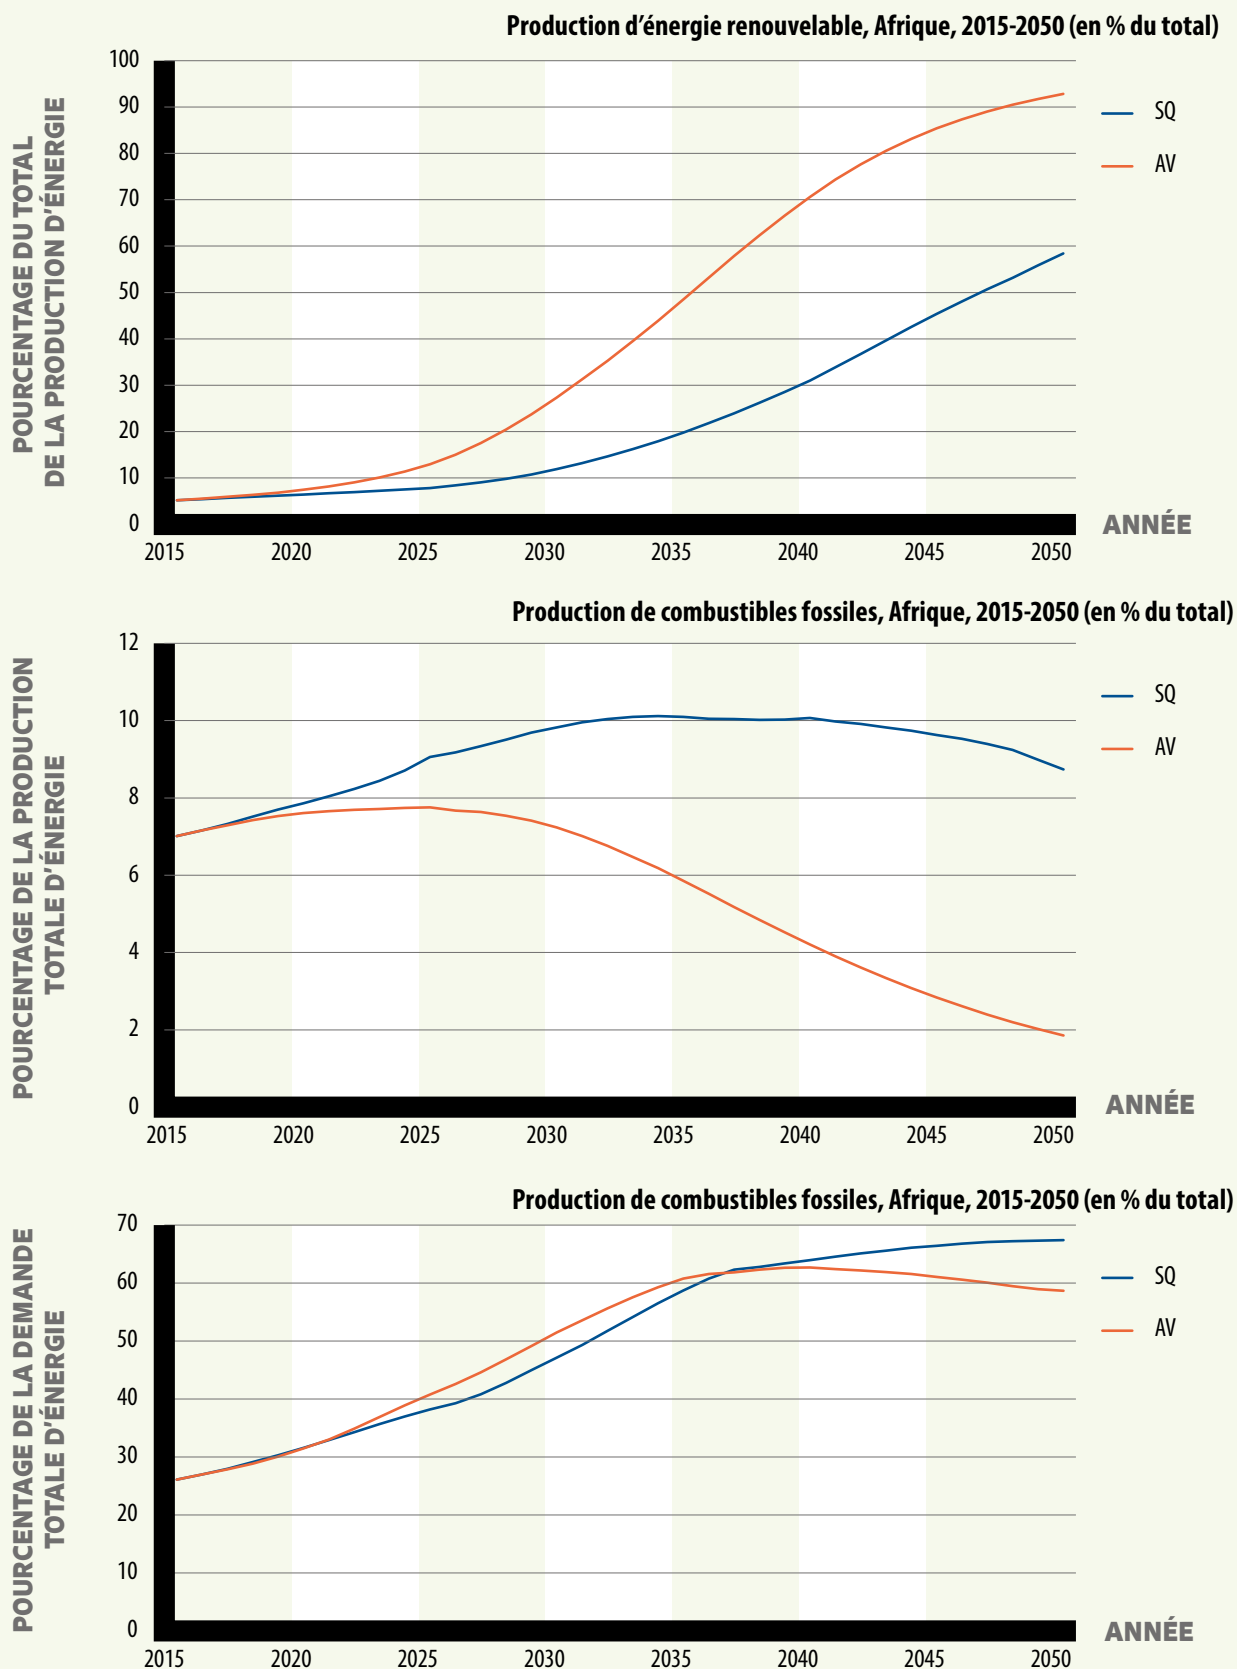 Production d'énergie renouvelable, Afrique, 2015-2050 (en % du total)
POURCENTAGE DU TOTAL
DE LA PRODUCTION D'ÉNERGIE
100
90
80
70
60
50
40
30
20
10
0
SQ
AV
ANNÉE
2015 2020 2025 2030 2035 2040 2045 2050
Production de combustibles fossiles, Afrique, 2015-2050 (en % du total)
POURCENTAGE DE LA PRODUCTION
TOTALE D'ÉNERGIE
12
10
8
6
4
2
0
SQ
AV
ANNÉE
2015 2020 2025 2030 2035 2040 2045 2050
Production de combustibles fossiles, Afrique, 2015-2050 (en % du total)
POURCENTAGE DE LA DEMANDE
TOTALE D'ÉNERGIE
70
60
50
40
30
20
10
0
SQ
AV
ANNÉE
2015 2020 2025 2030 2035 2040 2045 2050